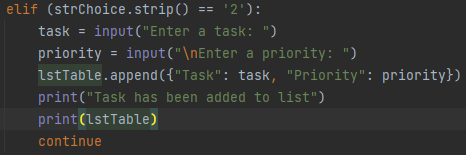 elif (strChoice.strip() == '2'):
    task = input("Enter a task: ")
    priority = input("\nEnter a priority: ")
    lstTable.append({"Task": task, "Priority": priority})
    print("Task has been added to list")
    print(lstTable)
    continue